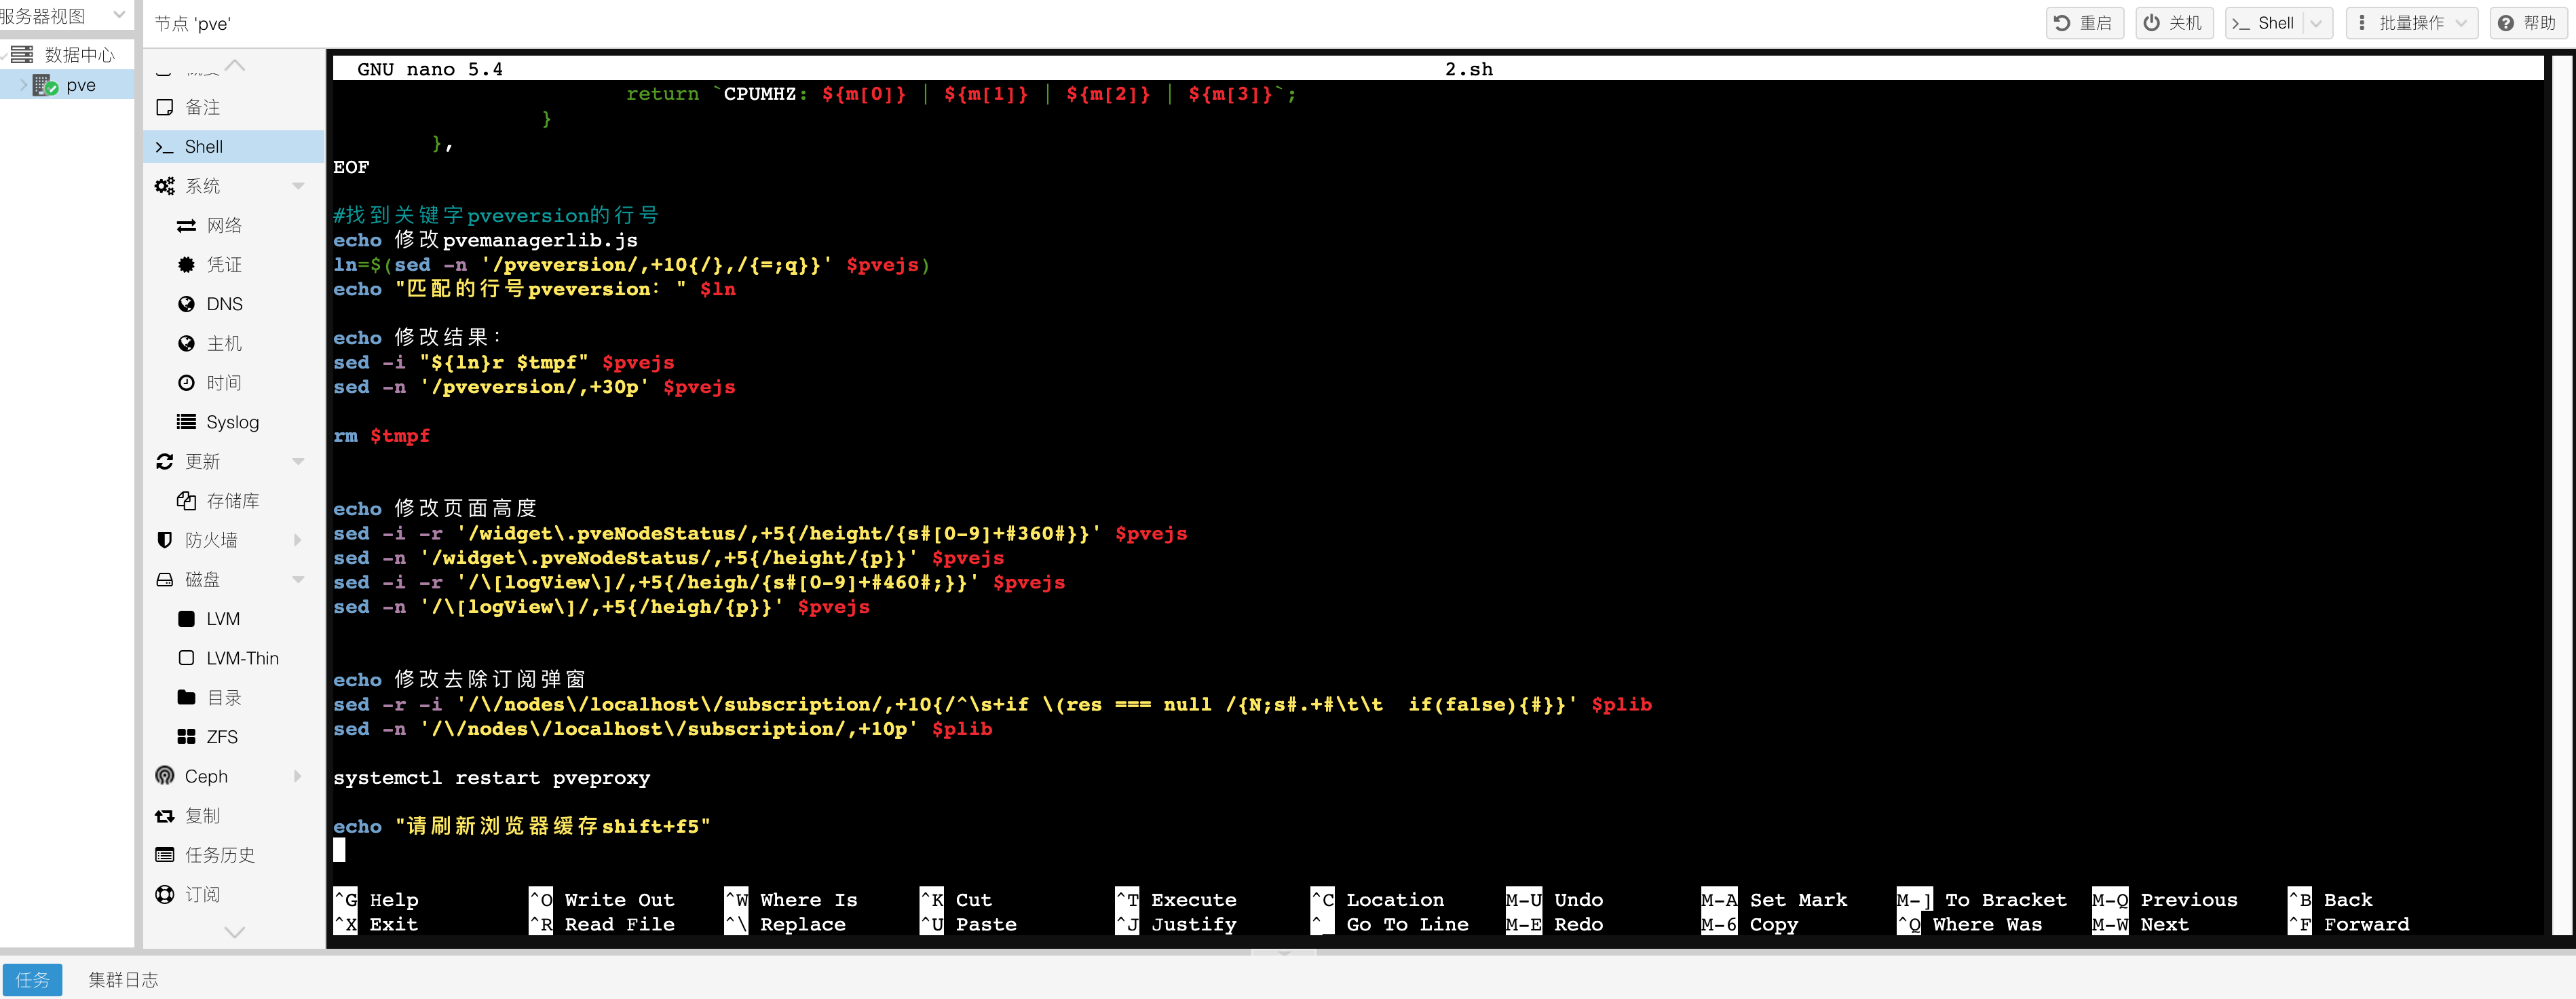 服务器视图
数据中心
pve
节点 'pve'
重启
关机
Shell
批量操作
帮助
概要
备注
Shell
系统
网络
凭证
DNS
主机
时间
Syslog
更新
存储库
防火墙
磁盘
LVM
LVM-Thin
目录
ZFS
Ceph
复制
任务历史
订阅
GNU nano 5.4 2.sh
return `CPUMHZ: ${m[0]} | ${m[1]} | ${m[2]} | ${m[3]}`;
}
},
EOF
#找到关键字pveversion的行号
echo 修改pvemanagerlib.js
ln=$(sed -n '/pveversion/,+10{/},/{=;q}}' $pvejs)
echo "匹配的行号pveversion：" $ln
echo 修改结果：
sed -i "${ln}r $tmpf" $pvejs
sed -n '/pveversion/,+30p' $pvejs
rm $tmpf
echo 修改页面高度
sed -i -r '/widget\.pveNodeStatus/,+5{/height/{s#[0-9]+#360#}}' $pvejs
sed -n '/widget\.pveNodeStatus/,+5{/height/{p}}' $pvejs
sed -i -r '/\[logView\]/,+5{/heigh/{s#[0-9]+#460#;}}' $pvejs
sed -n '/\[logView\]/,+5{/heigh/{p}}' $pvejs
echo 修改去除订阅弹窗
sed -r -i '/\/nodes\/localhost\/subscription/,+10{/^\s+if \(res === null /{N;s#.+#\t\t  if(false){#}}' $plib
sed -n '/\/nodes\/localhost\/subscription/,+10p' $plib
systemctl restart pveproxy
echo "请刷新浏览器缓存shift+f5"
^G Help ^O Write Out ^W Where Is ^K Cut ^T Execute ^C Location M-U Undo M-A Set Mark M-] To Bracket M-Q Previous ^B Back
^X Exit ^R Read File ^\ Replace ^U Paste ^J Justify ^_ Go To Line M-E Redo M-6 Copy ^Q Where Was M-W Next ^F Forward
任务
集群日志